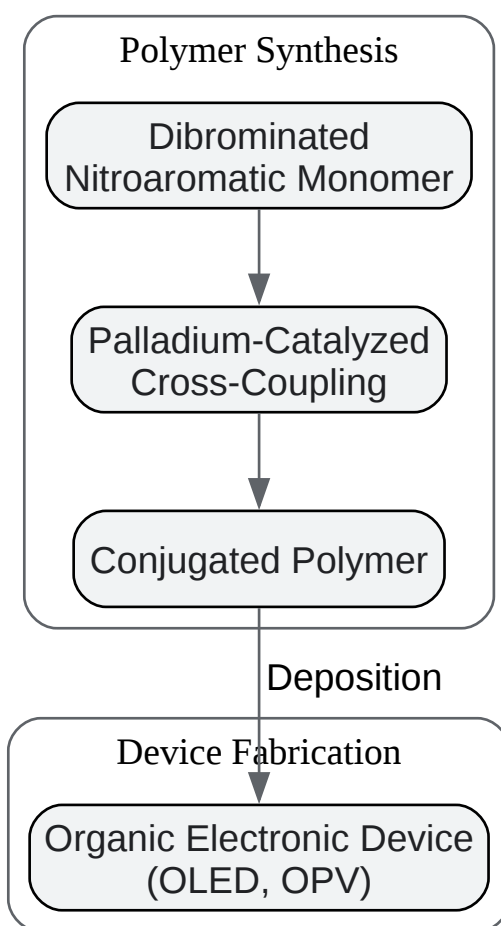 Polymer Synthesis
Dibrominated
Nitroaromatic Monomer
Palladium-Catalyzed
Cross-Coupling
Conjugated Polymer
Deposition
Device Fabrication
Organic Electronic Device
(OLED, OPV)